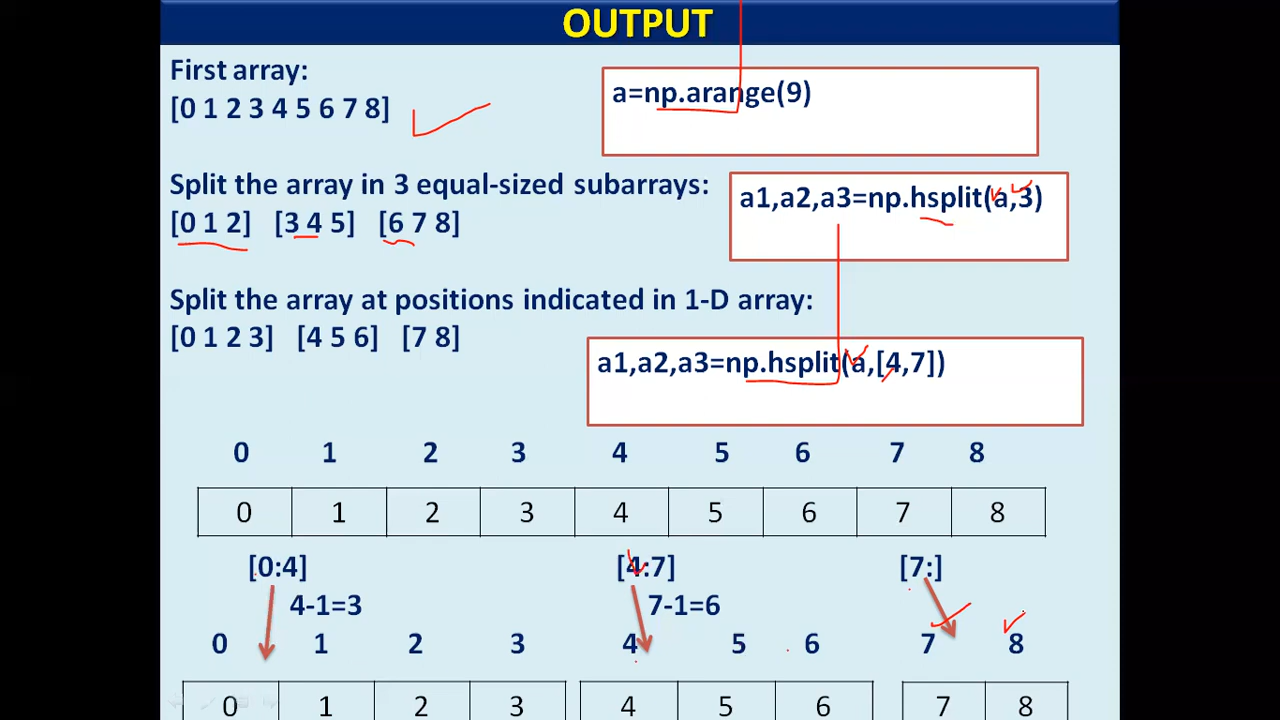 OUTPUT
First array:
[0 1 2 3 4 5 6 7 8]
a=np.arange(9)
Split the array in 3 equal-sized subarrays:
[0 1 2] [3 4 5] [6 7 8]
a1,a2,a3=np.hsplit(a,3)
Split the array at positions indicated in 1-D array:
[0 1 2 3] [4 5 6] [7 8]
a1,a2,a3=np.hsplit(a,[4,7])
0 1 2 3 4 5 6 7 8
0 1 2 3 4 5 6 7 8
[0:4] [4:7] [7:]
4-1=3 7-1=6
0 1 2 3 4 5 6 7 8
0 1 2 3 4 5 6 7 8